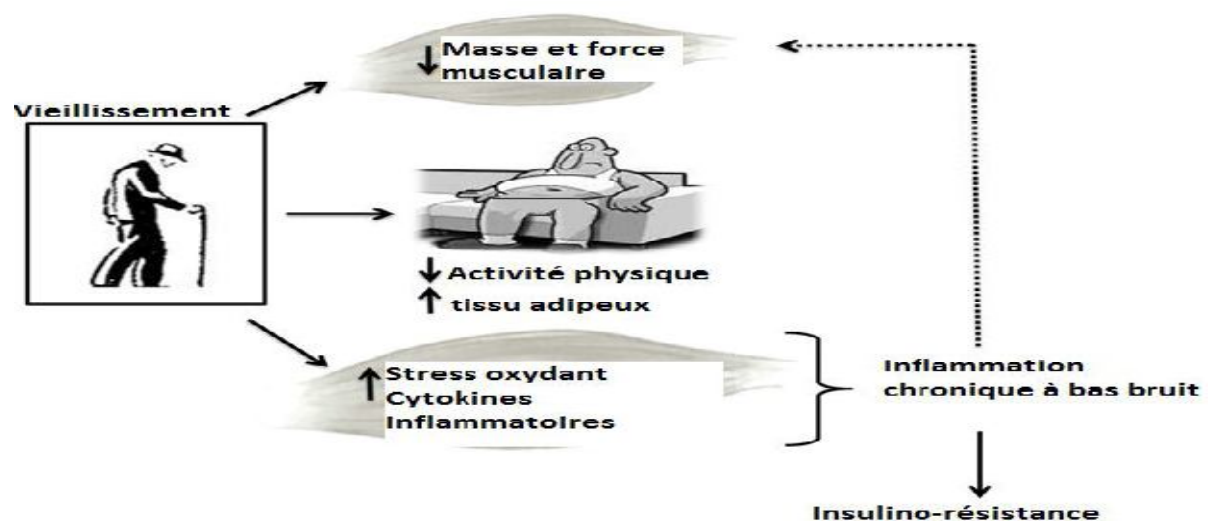 Masse et force
musculaire
Vieillissement
Activité physique
tissu adipeux
Stress oxydant
Cytokines
Inflammatoires
Inflammation
chronique à bas bruit
Insulino-résistance